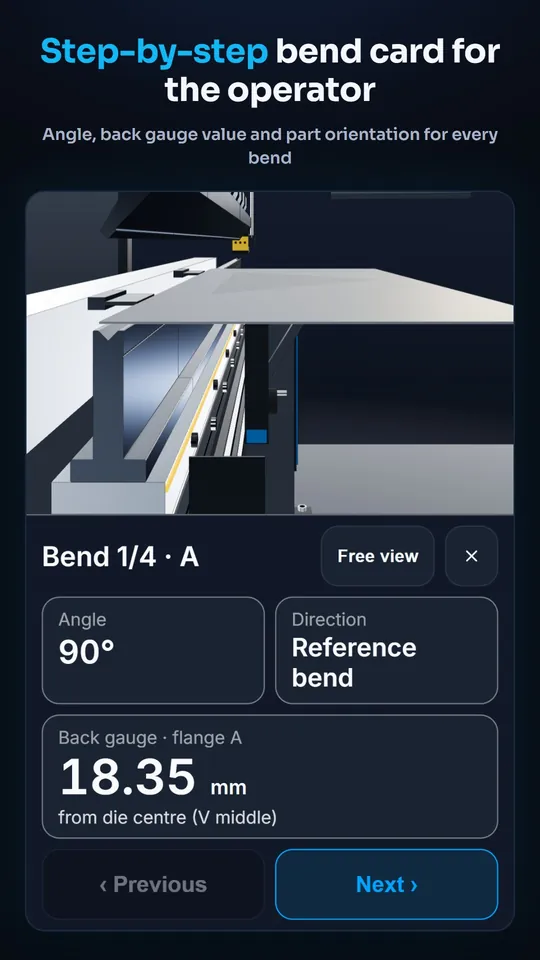 Step-by-step bend card for
the operator
Angle, back gauge value and part orientation for every
bend
Bend 1/4 · A
Free view
×
Angle
90°
Direction
Reference
bend
Back gauge · flange A
18.35 mm
from die centre (V middle)
‹ Previous
Next ›